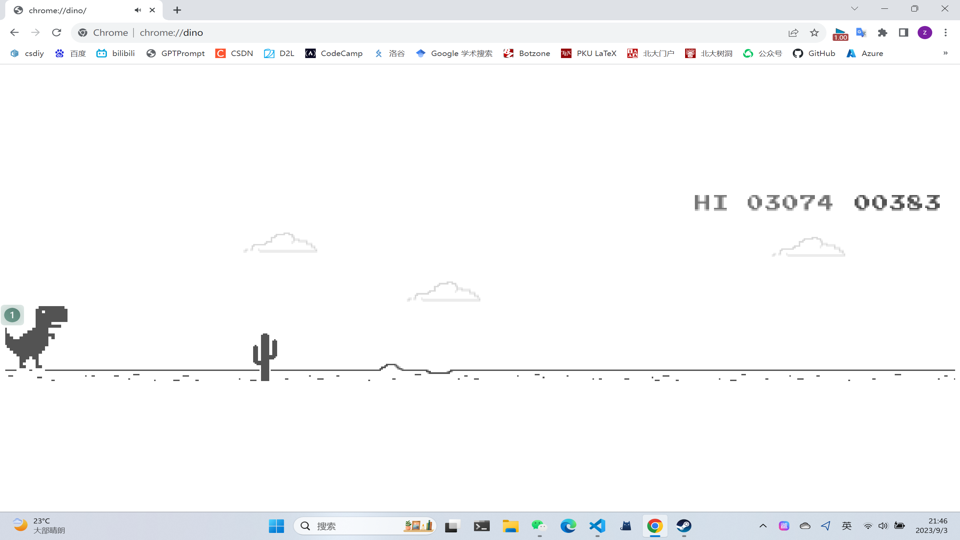 chrome://dino/
Chrome | chrome://dino
1.00
z
csdiy 百度 bilibili GPTPrompt CSDN D2L CodeCamp 洛谷 Google 学术搜索 Botzone PKU LaTeX 北大门户 北大树洞 公众号 GitHub Azure »
HI 03074 00383
1
23°C
大部晴朗
搜索
英
21:46
2023/9/3